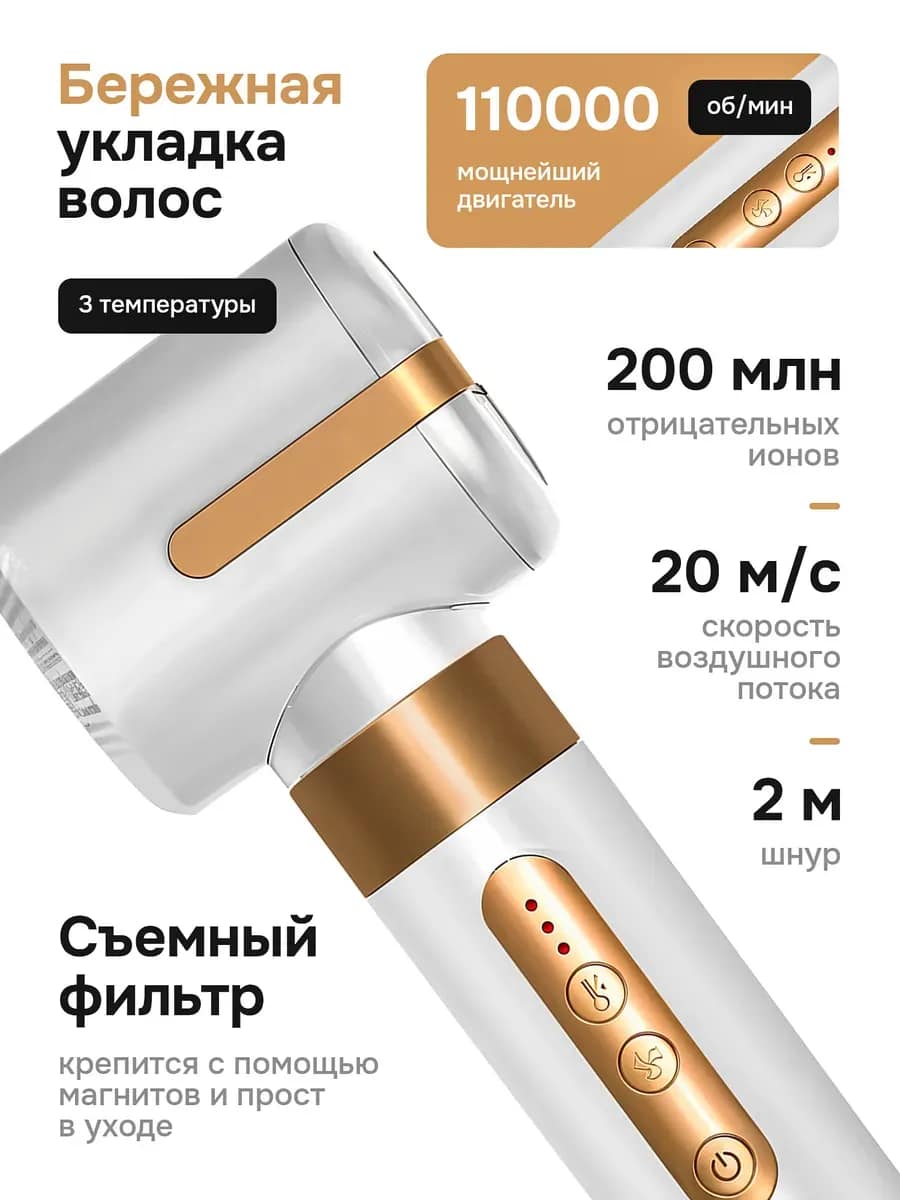 Бережная
укладка
волос
110000
об/мин
мощнейший
двигатель
3 температуры
200 млн
отрицательных
ионов
20 м/с
скорость
воздушного
потока
2 м
шнур
Съемный
фильтр
крепится с помощью
магнитов и прост
в уходе